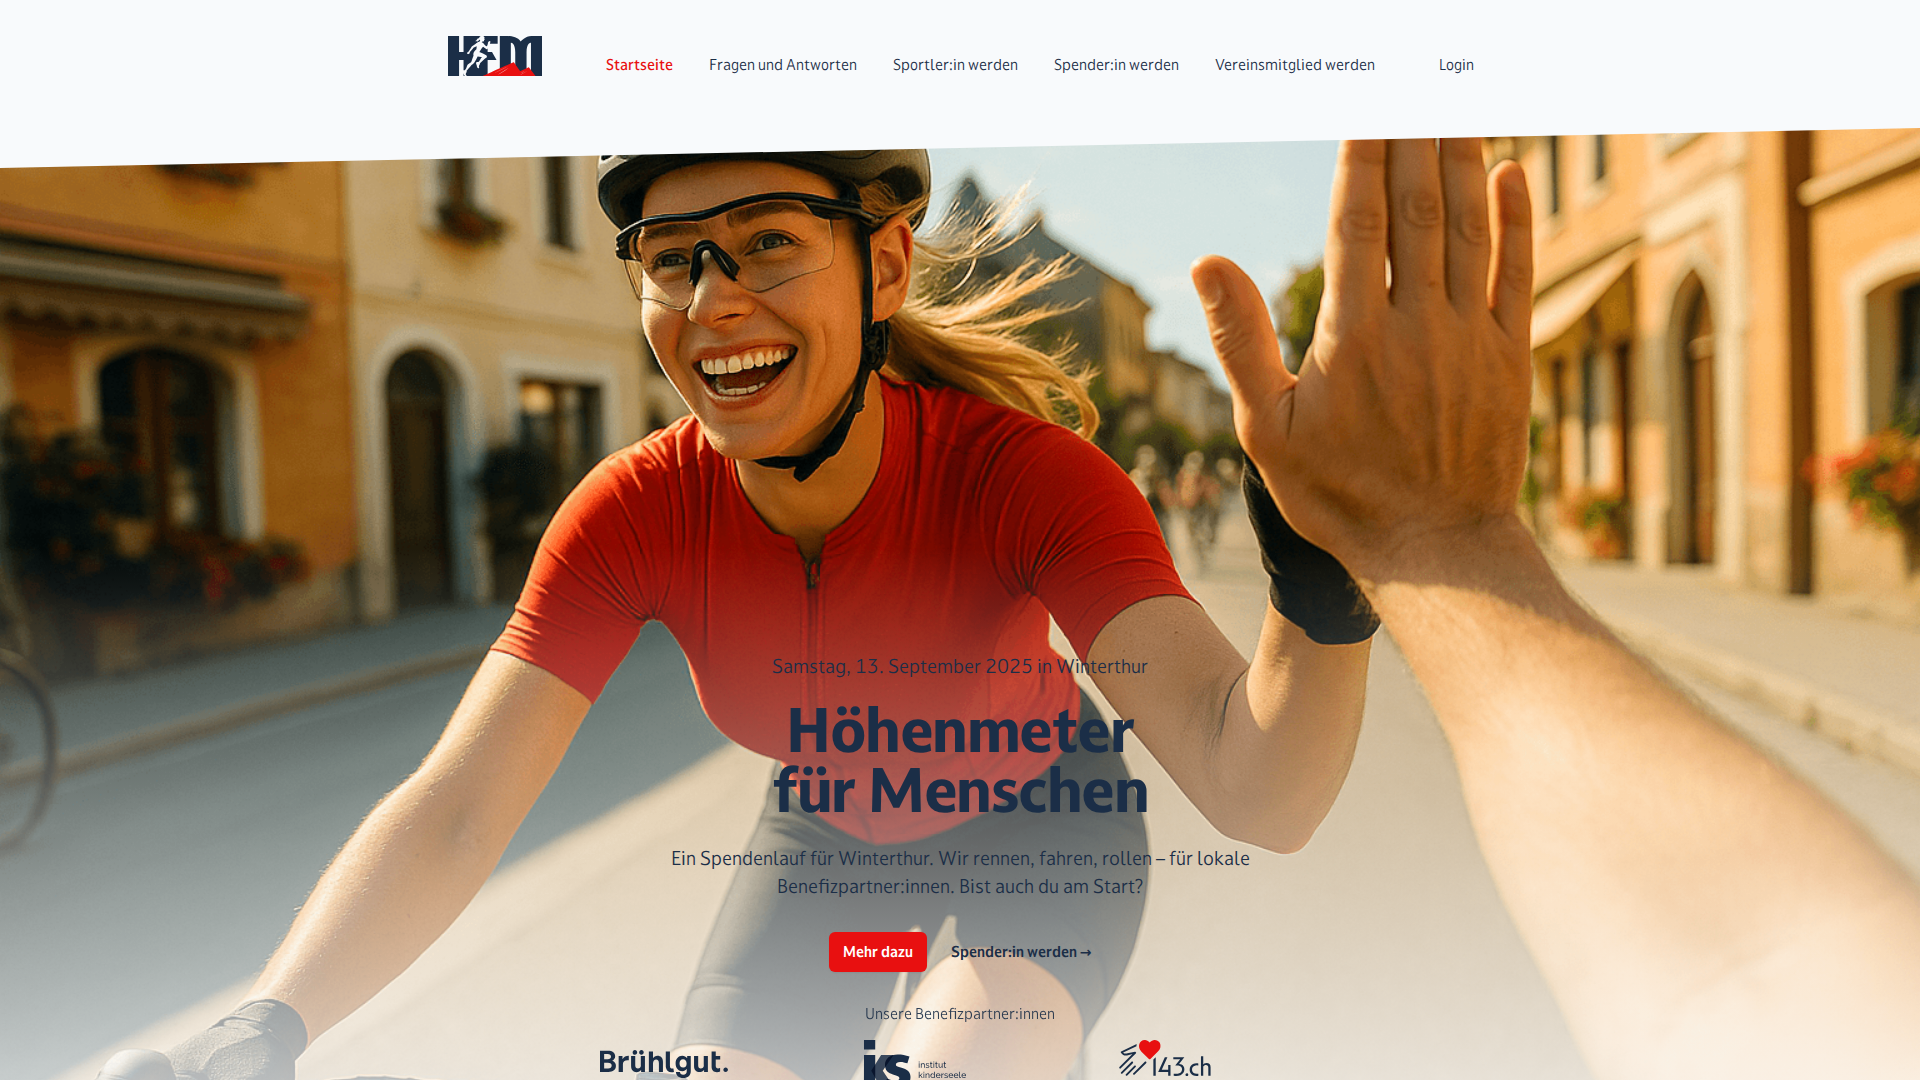 HFM
Startseite
Fragen und Antworten
Sportler:in werden
Spender:in werden
Vereinsmitglied werden
Login
Samstag, 13. September 2025 in Winterthur
Höhenmeter
für Menschen
Ein Spendenlauf für Winterthur. Wir rennen, fahren, rollen – für lokale
Benefizpartner:innen. Bist auch du am Start?
Mehr dazu
Spender:in werden →
Unsere Benefizpartner:innen
Brühlgut.
iks
institut
kinderseele
143.ch